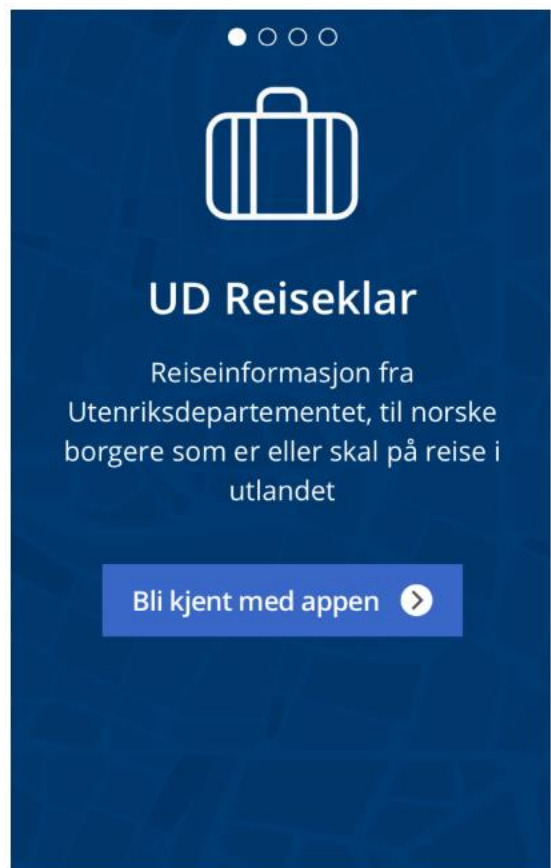 UD Reiseklar
Reiseinformasjon fra
Utenriksdepartementet, til norske
borgere som er eller skal på reise i
utlandet
Bli kjent med appen